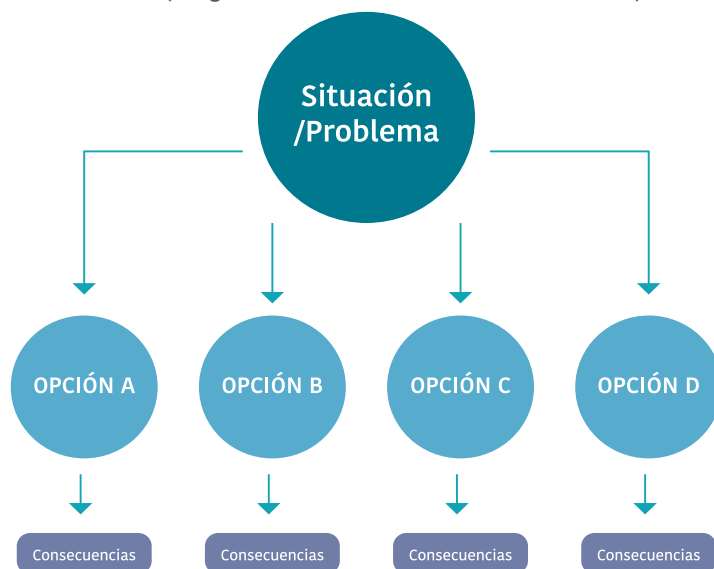 Situación
/Problema
OPCIÓN A
OPCIÓN B
OPCIÓN C
OPCIÓN D
Consecuencias
Consecuencias
Consecuencias
Consecuencias